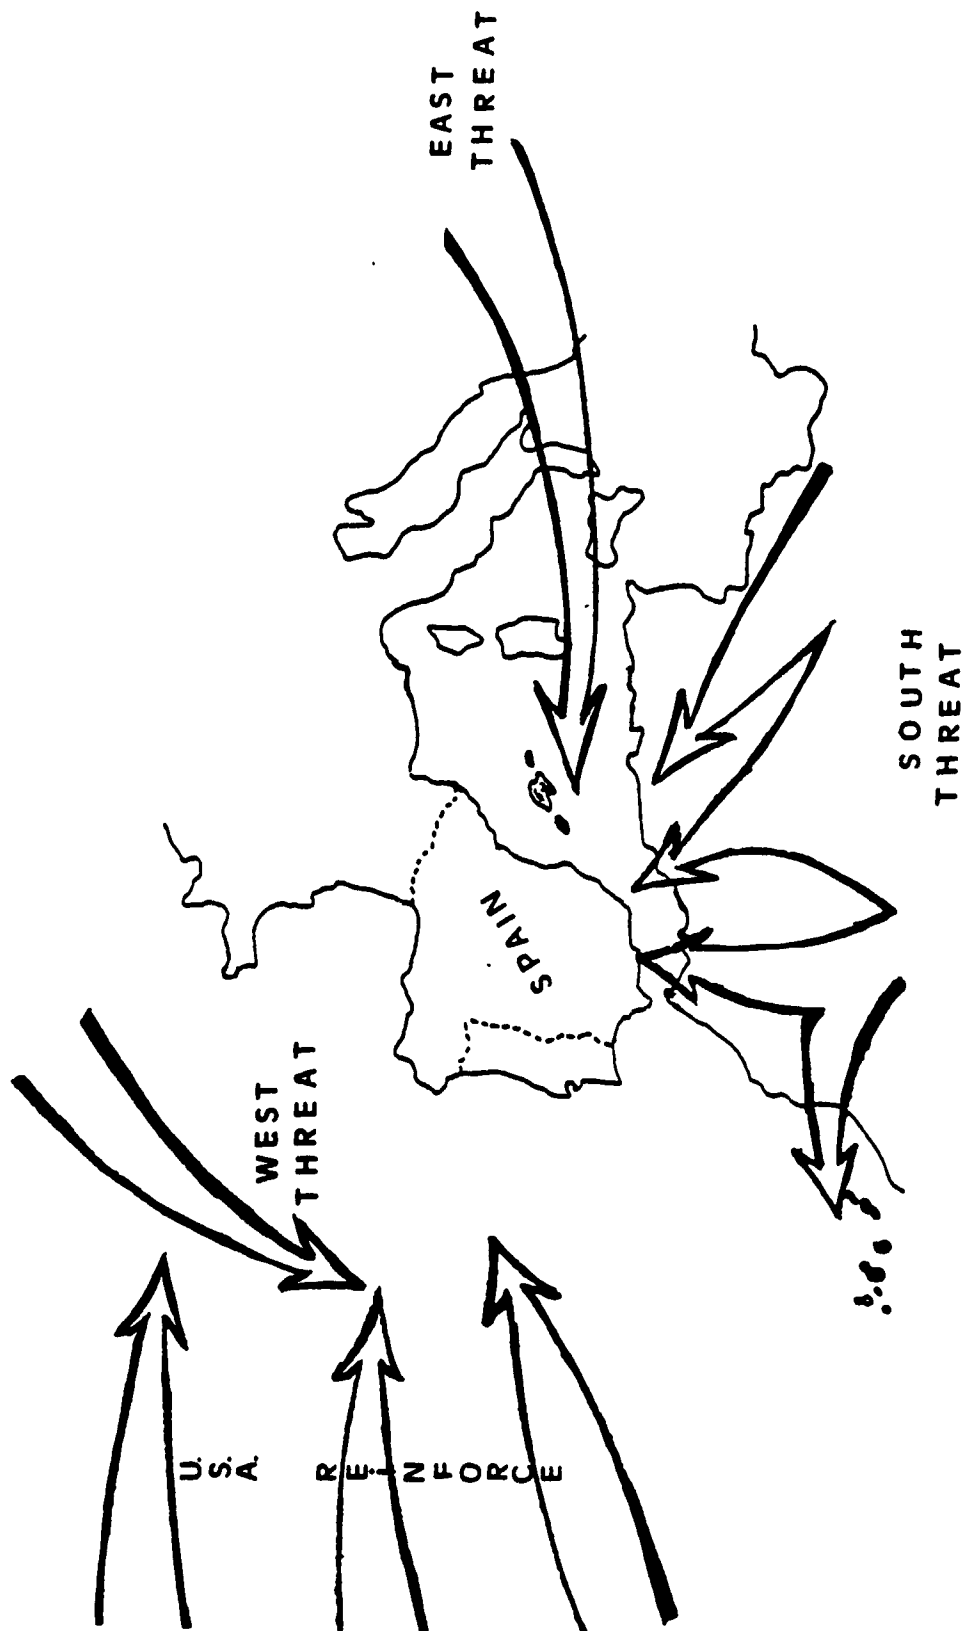 EAST
THREAT
SPAIN
WEST
THREAT
SOUTH
THREAT
U.S.A. REINFORCE